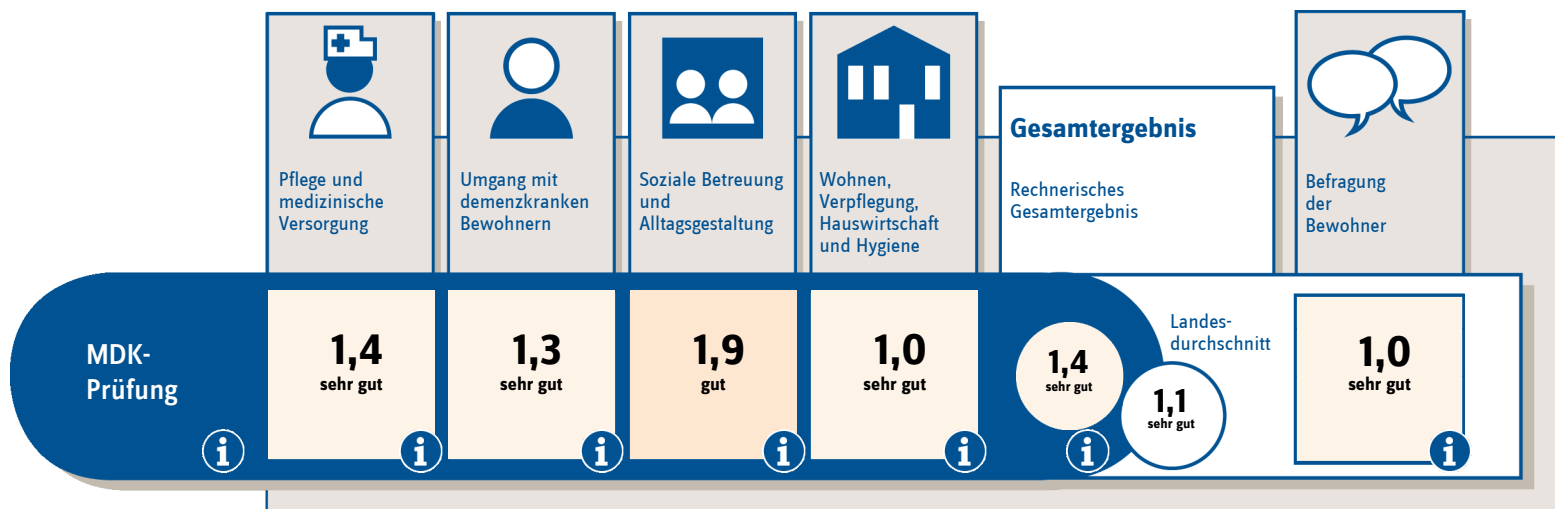 Pflege und
medizinische
Versorgung
Umgang mit
demenzkranken
Bewohnern
Soziale Betreuung
und
Alltagsgestaltung
Wohnen,
Verpflegung,
Hauswirtschaft
und Hygiene
Gesamtergebnis
Rechnerisches
Gesamtergebnis
Befragung
der
Bewohner
MDK-
Prüfung
i
1,4
sehr gut
i
1,3
sehr gut
i
1,9
gut
i
1,0
sehr gut
i
1,4
sehr gut
i
Landes-
durchschnitt
1,1
sehr gut
1,0
sehr gut
i